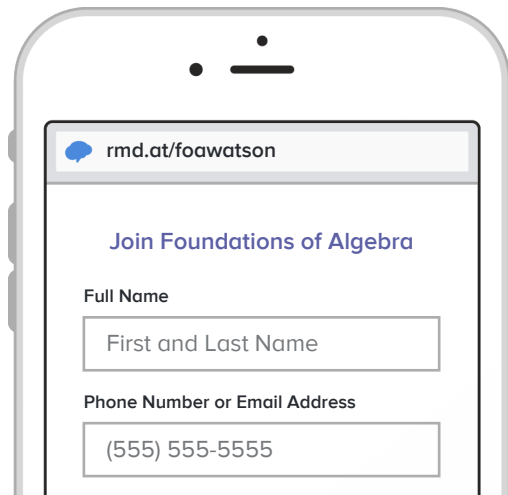 rmd.at/foawatson
Join Foundations of Algebra
Full Name
First and Last Name
Phone Number or Email Address
(555) 555-5555